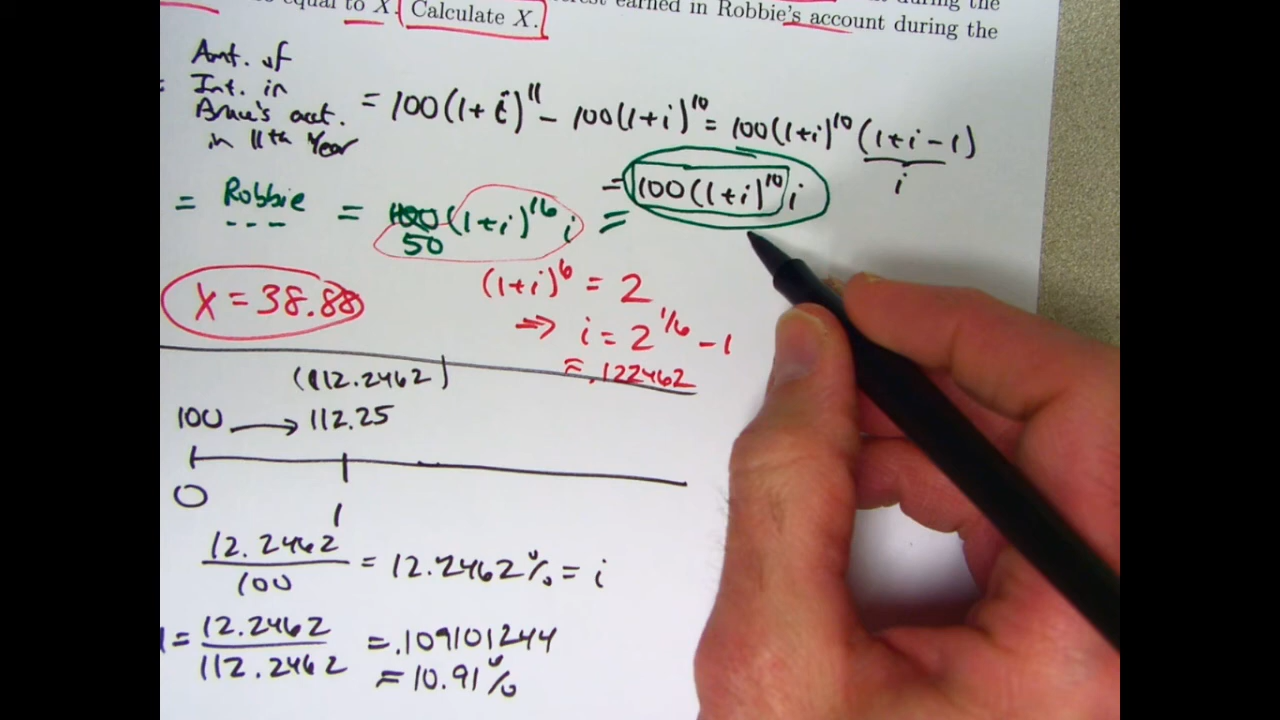 during the
equal to X. Calculate X.
est earned in Robbie's account during the
Amt. of
Int. in
acct.
in 11th Year
= 100(1+i)^11 - 100(1+i)^10 = 100(1+i)^10 (1+i-1)
i
= 100(1+i)^10 i
= Robbie = 50 (1+i)^16 i =
(1+i)^6 = 2
X = 38.88
⇒ i = 2^1/6 - 1
≈ .122462
(112.2462)
100 → 112.25
0
1
12.2462/100 = 12.2462% = i
= 12.2462/112.2462 = .109101244
≈ 10.91%